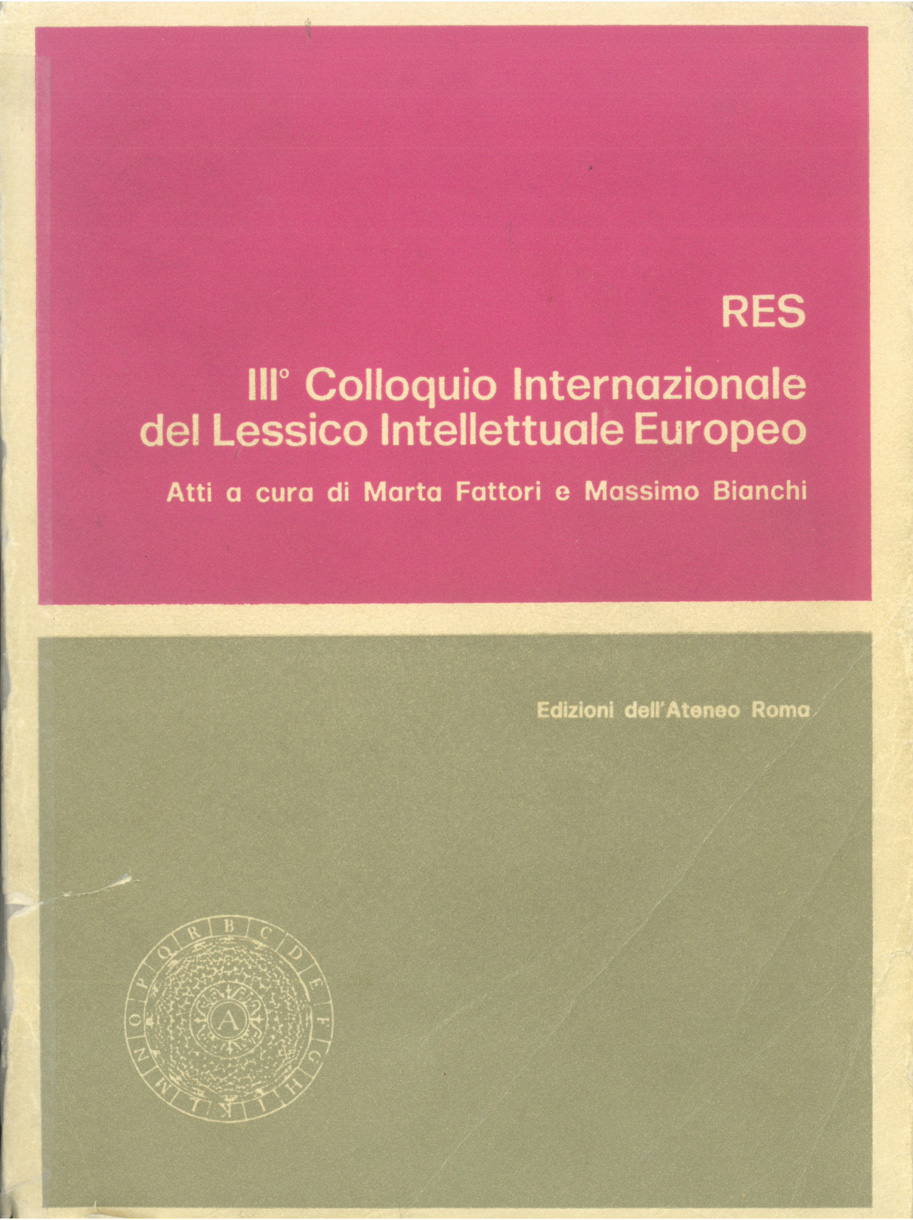 RES
III° Colloquio Internazionale
del Lessico Intellettuale Europeo
Atti a cura di Marta Fattori e Massimo Bianchi
Edizioni dell'Ateneo Roma
B C D E F G H I K L M N O P Q R
A